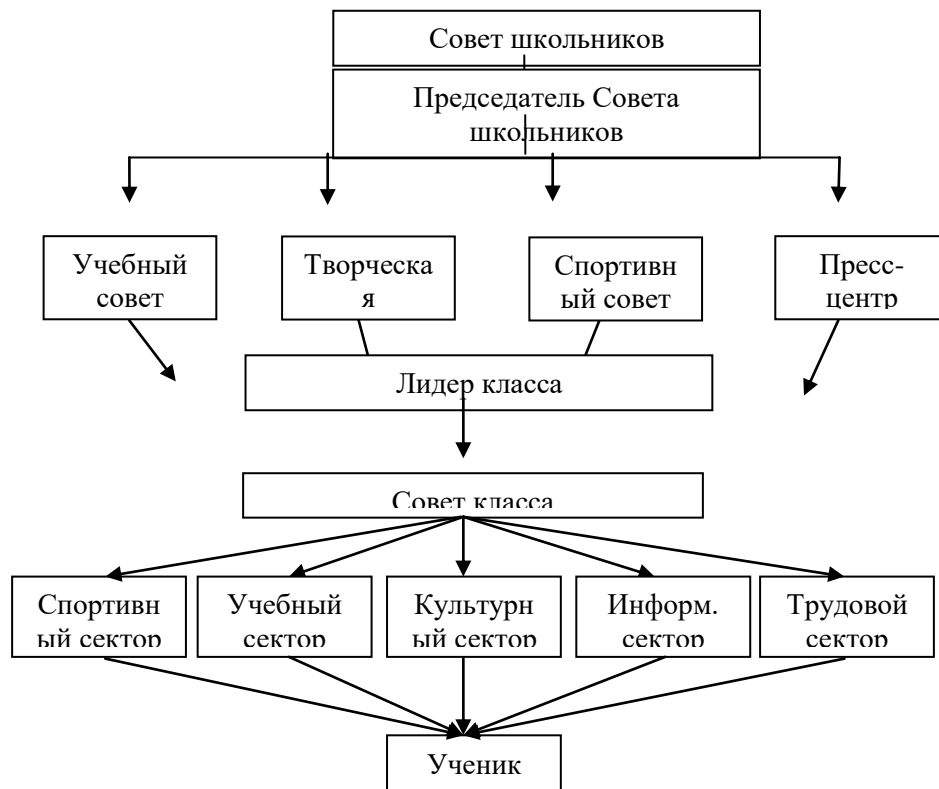 Совет школьников
Председатель Совета
школьников
Учебный
совет
Творческа
я
Спортивн
ый совет
Пресс-
центр
Лидер класса
Совет класса
Спортивн
ый сектор
Учебный
сектор
Культурн
ый сектор
Информ.
сектор
Трудовой
сектор
Ученик